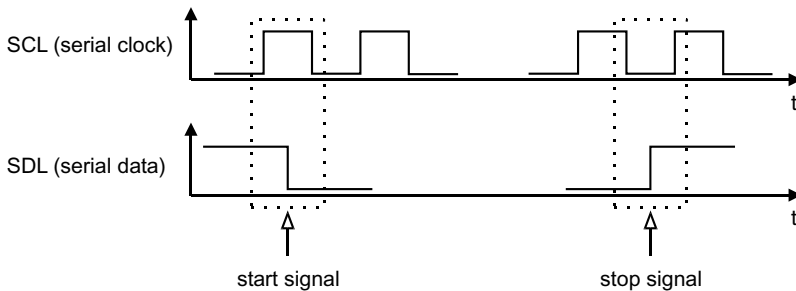 SCL (serial clock)
t
SDL (serial data)
t
start signal
stop signal